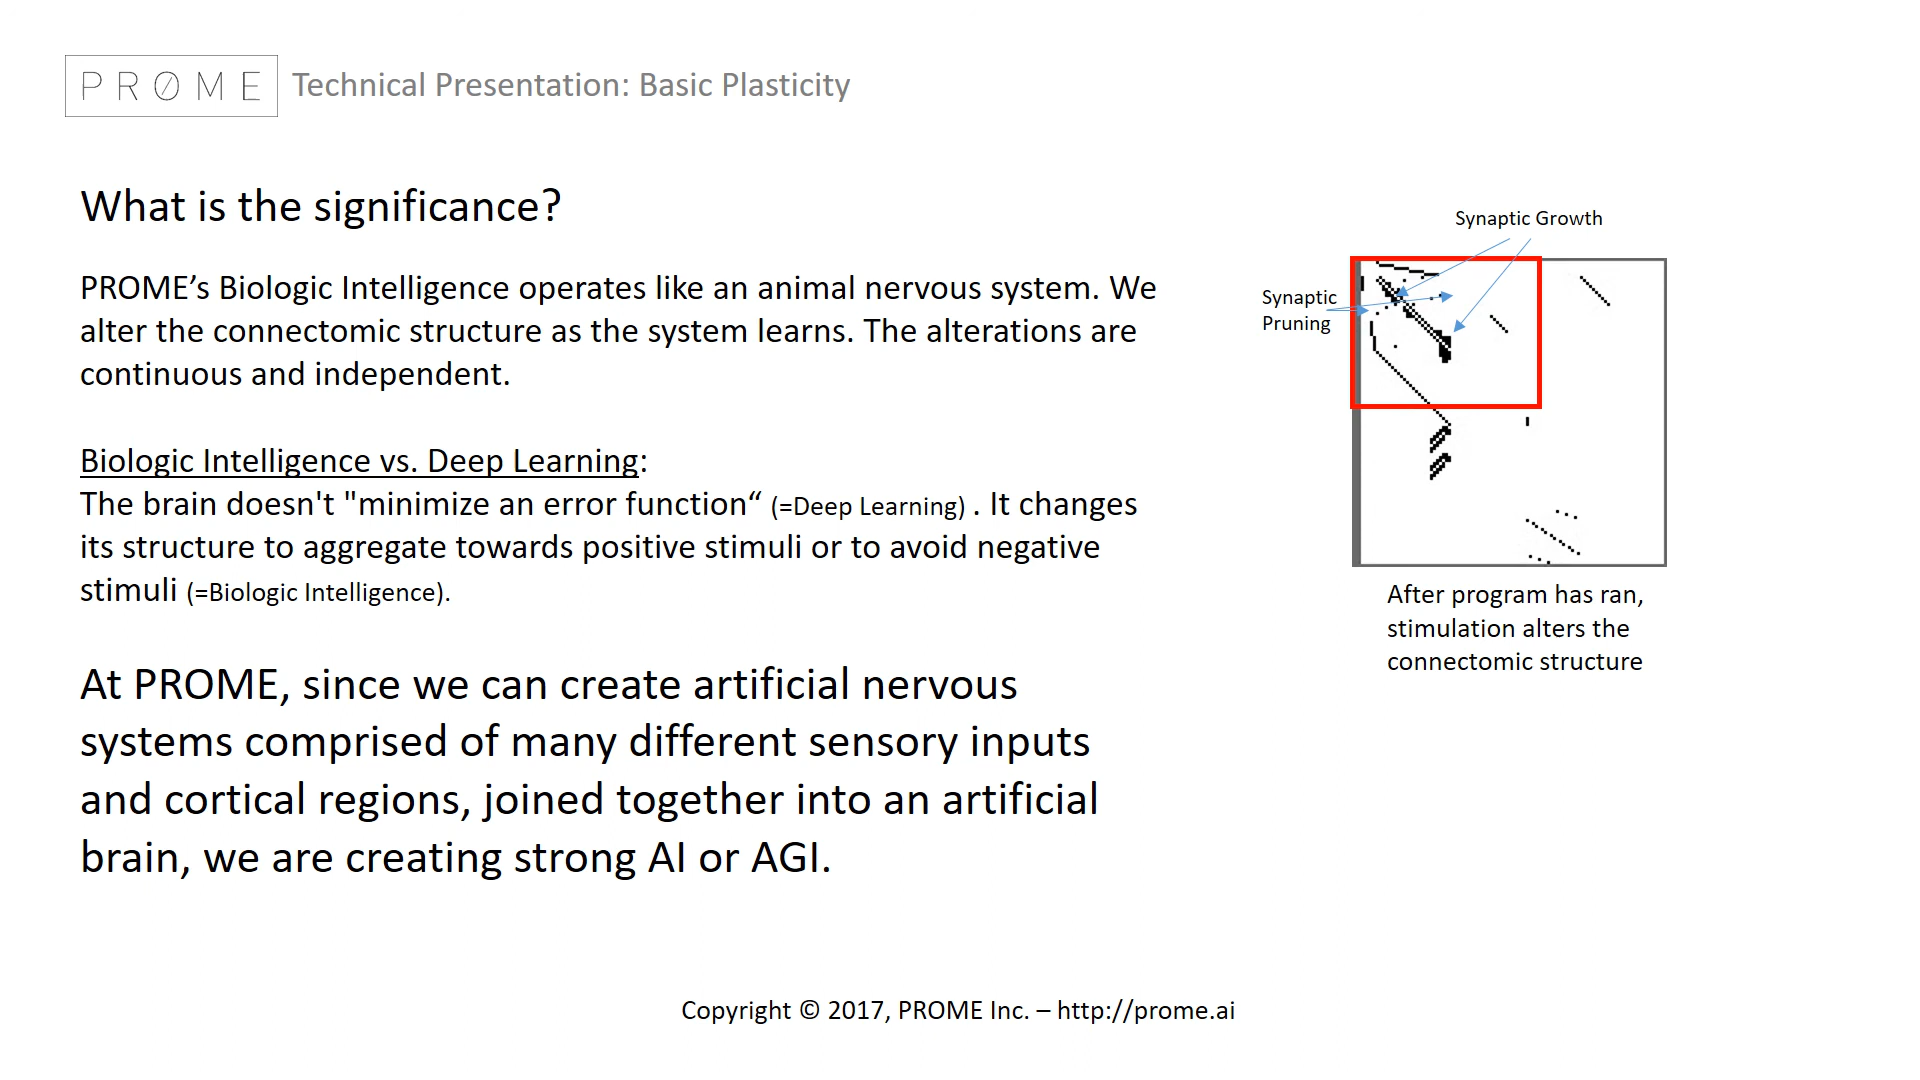 PRØME Technical Presentation: Basic Plasticity
What is the significance?
PROME’s Biologic Intelligence operates like an animal nervous system. We
alter the connectomic structure as the system learns. The alterations are
continuous and independent.
Biologic Intelligence vs. Deep Learning:
The brain doesn't "minimize an error function“ (=Deep Learning) . It changes
its structure to aggregate towards positive stimuli or to avoid negative
stimuli (=Biologic Intelligence).
At PROME, since we can create artificial nervous
systems comprised of many different sensory inputs
and cortical regions, joined together into an artificial
brain, we are creating strong AI or AGI.
Synaptic Growth
Synaptic
Pruning
After program has ran,
stimulation alters the
connectomic structure
Copyright © 2017, PROME Inc. – http://prome.ai